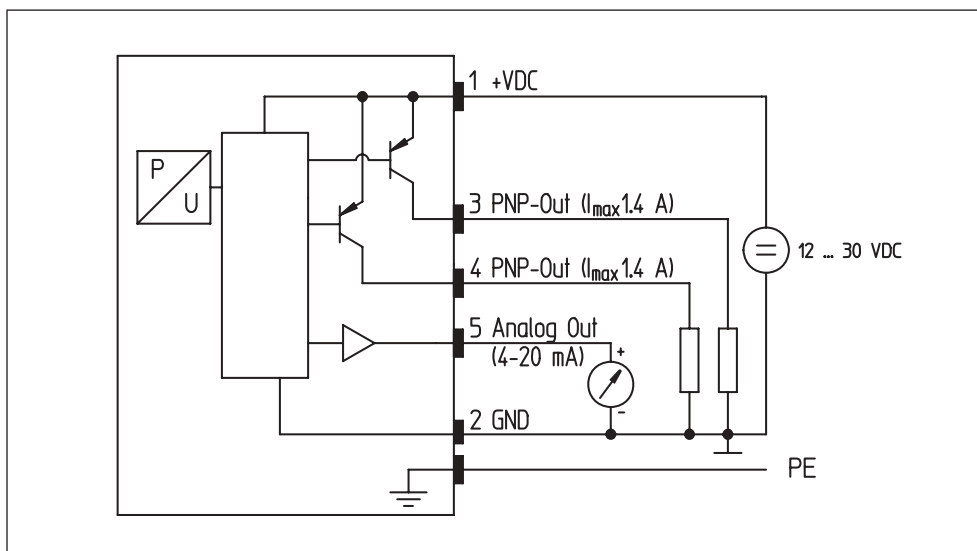 1 +VDC
P
U
3 PNP-Out (Imax1.4 A)
12 ... 30 VDC
4 PNP-Out (Imax1.4 A)
5 Analog Out
(4-20 mA)
+
-
2 GND
PE